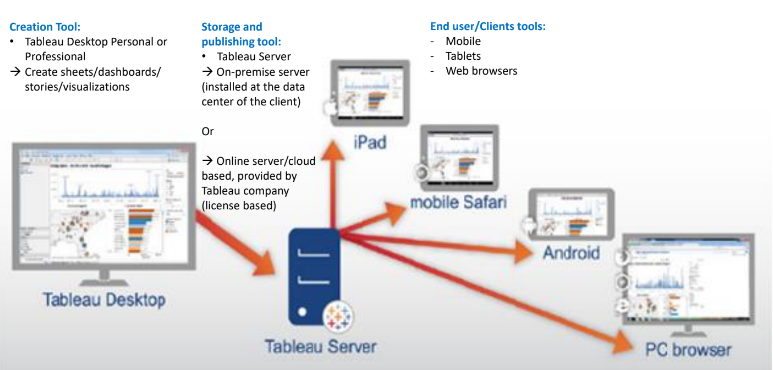 Creation Tool:
• Tableau Desktop Personal or
Professional
→ Create sheets/dashboards/
stories/visualizations
Storage and
publishing tool:
• Tableau Server
→ On-premise server
(installed at the data
center of the client)
Or
→ Online server/cloud
based, provided by
Tableau company
(license based)
End user/Clients tools:
- Mobile
- Tablets
- Web browsers
iPad
mobile Safari
Android
Tableau Desktop
Tableau Server
PC browser